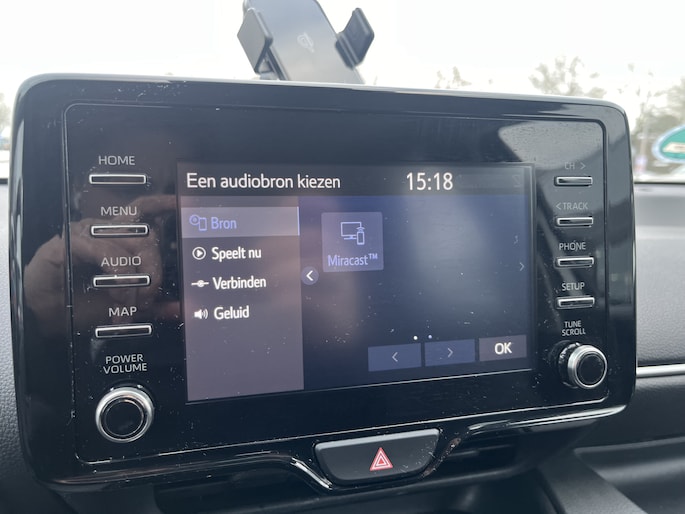 HOME
MENU
AUDIO
MAP
POWER
VOLUME
Een audiobron kiezen
15:18
Bron
Speelt nu
Verbinden
Geluid
Miracast™
<
>
OK
CH >
< TRACK
PHONE
SETUP
TUNE
SCROLL